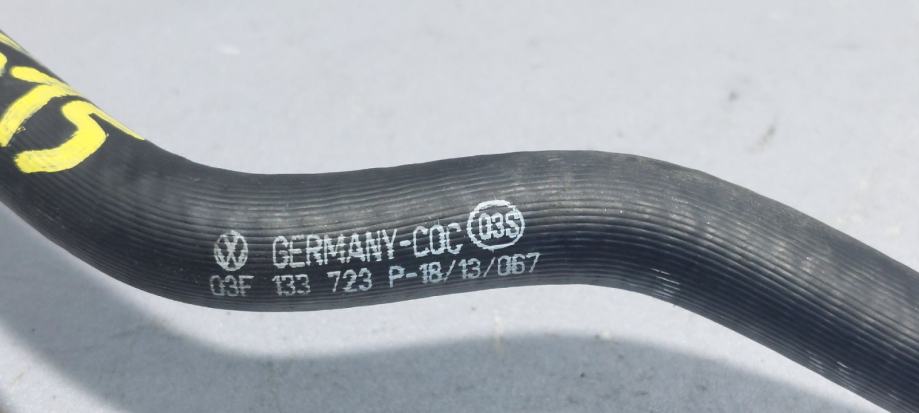 GERMANY-COC 03S
03F 133 723 P-18/13/067